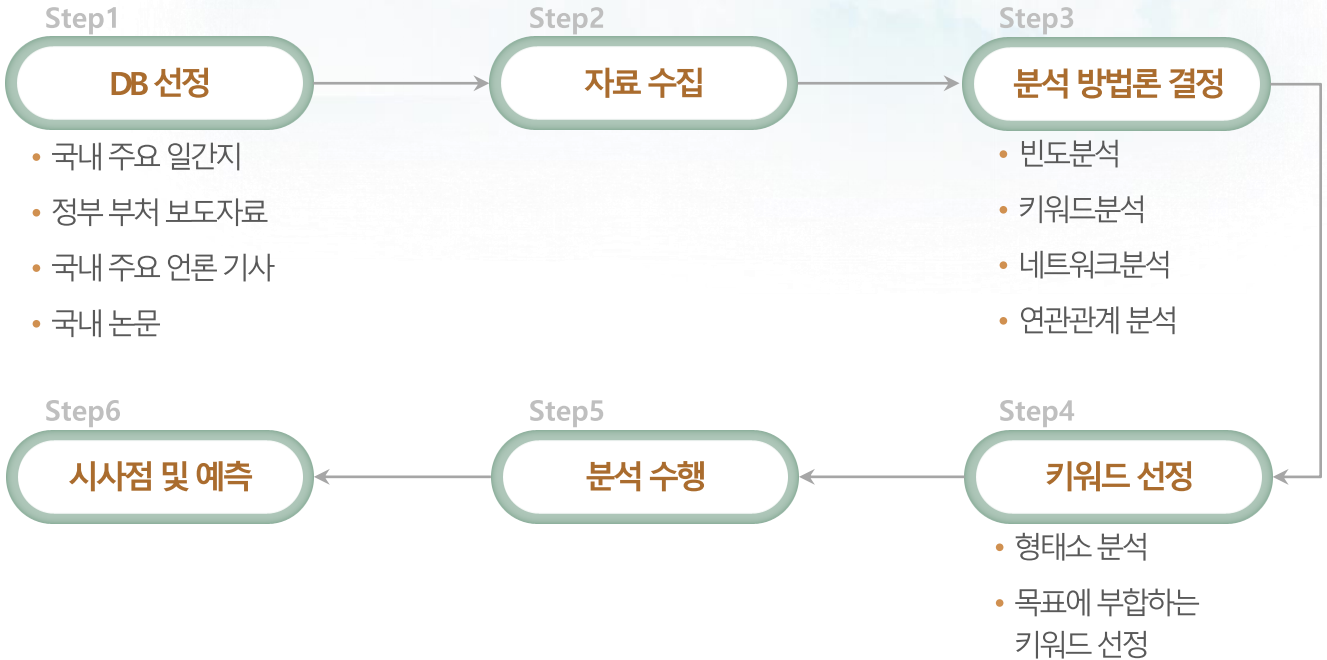 Step1
DB 선정
• 국내 주요 일간지
• 정부 부처 보도자료
• 국내 주요 언론 기사
• 국내 논문
Step2
자료 수집
Step3
분석 방법론 결정
• 빈도분석
• 키워드분석
• 네트워크분석
• 연관관계 분석
Step4
키워드 선정
• 형태소 분석
• 목표에 부합하는
키워드 선정
Step5
분석 수행
Step6
시사점 및 예측